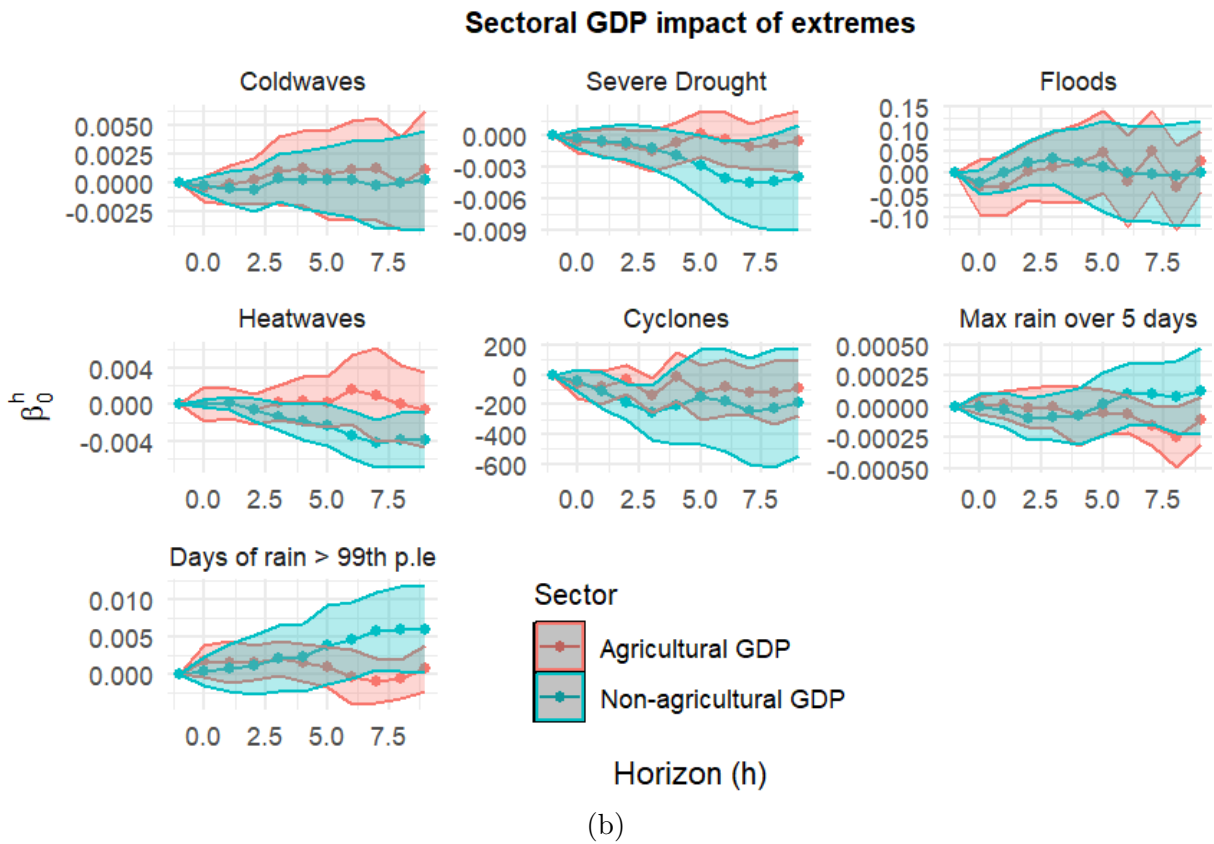 Sectoral GDP impact of extremes
Coldwaves
0.0050
0.0025
0.0000
-0.0025
0.0 2.5 5.0 7.5
Severe Drought
0.000
-0.003
-0.006
-0.009
0.0 2.5 5.0 7.5
Floods
0.15
0.10
0.05
0.00
-0.05
-0.10
0.0 2.5 5.0 7.5
β₀ʰ
Heatwaves
0.004
0.000
-0.004
0.0 2.5 5.0 7.5
Cyclones
200
0
-200
-400
-600
0.0 2.5 5.0 7.5
Max rain over 5 days
0.00050
0.00025
0.00000
-0.00025
-0.00050
0.0 2.5 5.0 7.5
Days of rain > 99th p.le
0.010
0.005
0.000
0.0 2.5 5.0 7.5
Sector
Agricultural GDP
Non-agricultural GDP
Horizon (h)
(b)